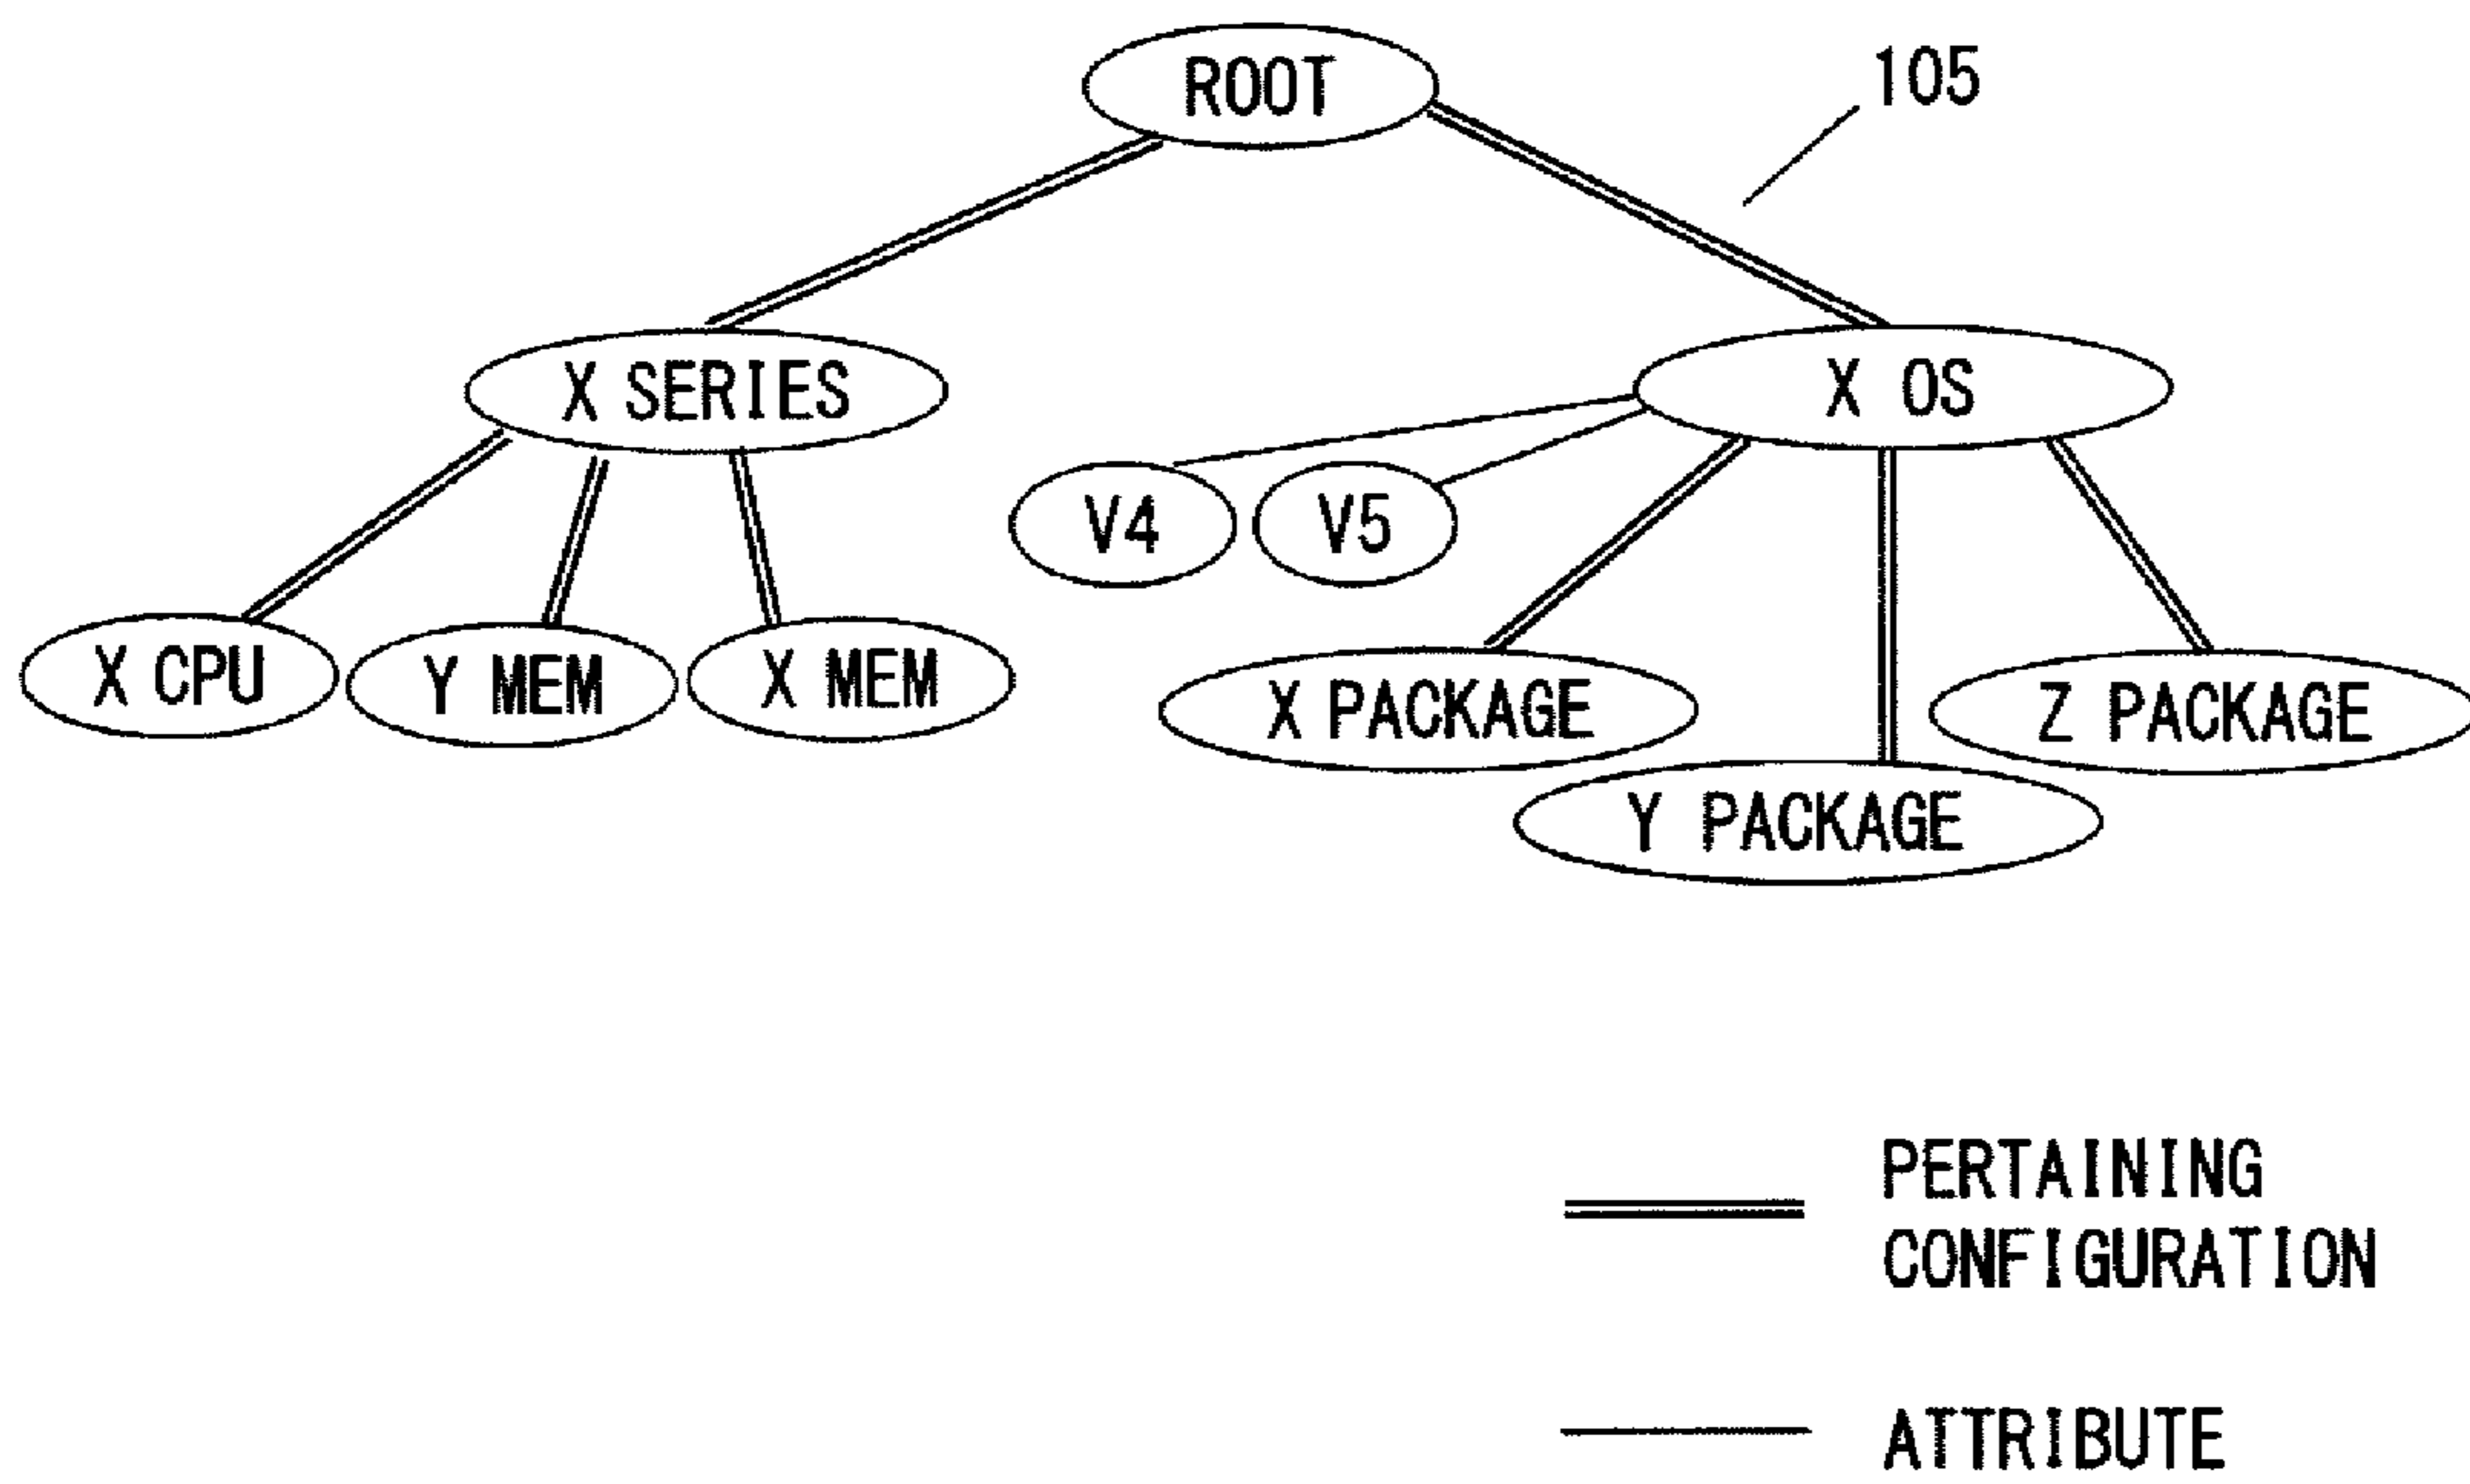 ROOT
105
X SERIES
X OS
V4
V5
X CPU
Y MEM
X MEM
X PACKAGE
Z PACKAGE
Y PACKAGE
PERTAINING
CONFIGURATION
ATTRIBUTE